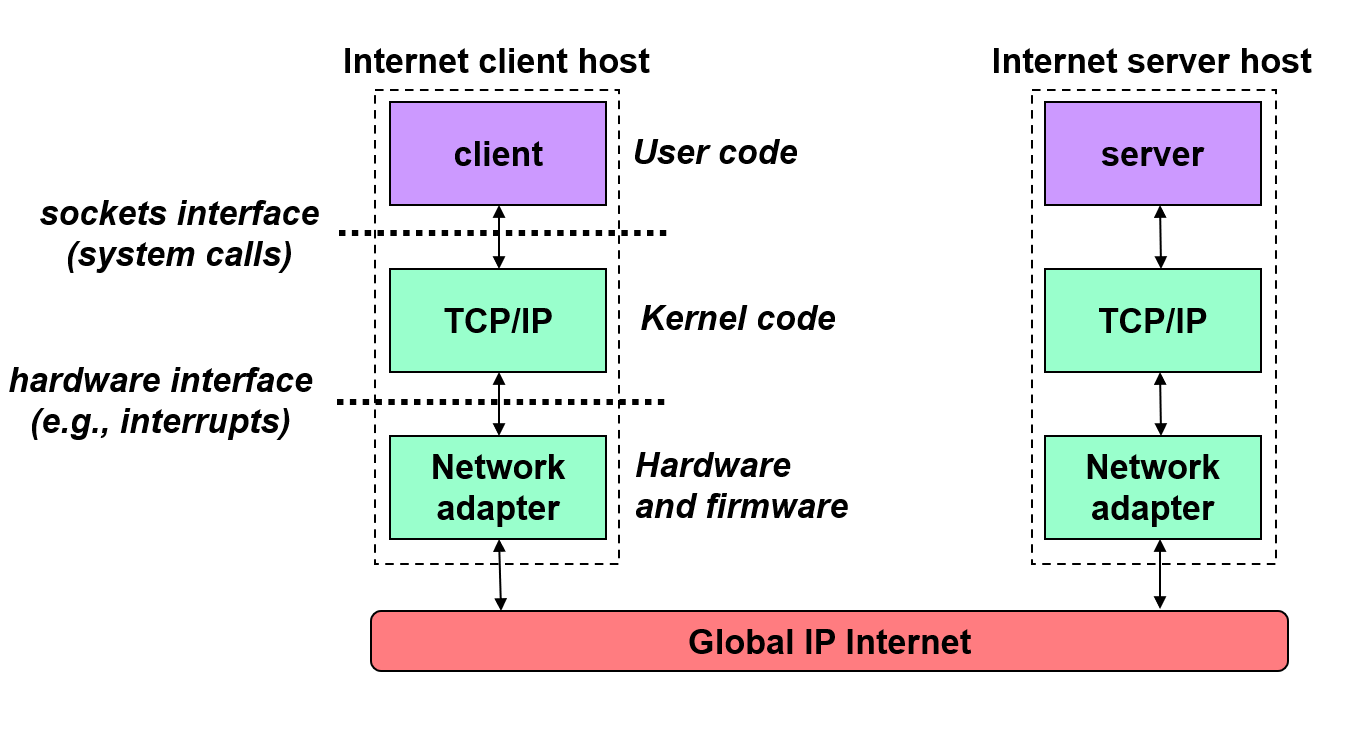 Internet client host
Internet server host
client
User code
server
sockets interface
(system calls)
TCP/IP
Kernel code
TCP/IP
hardware interface
(e.g., interrupts)
Network
adapter
Hardware
and firmware
Network
adapter
Global IP Internet